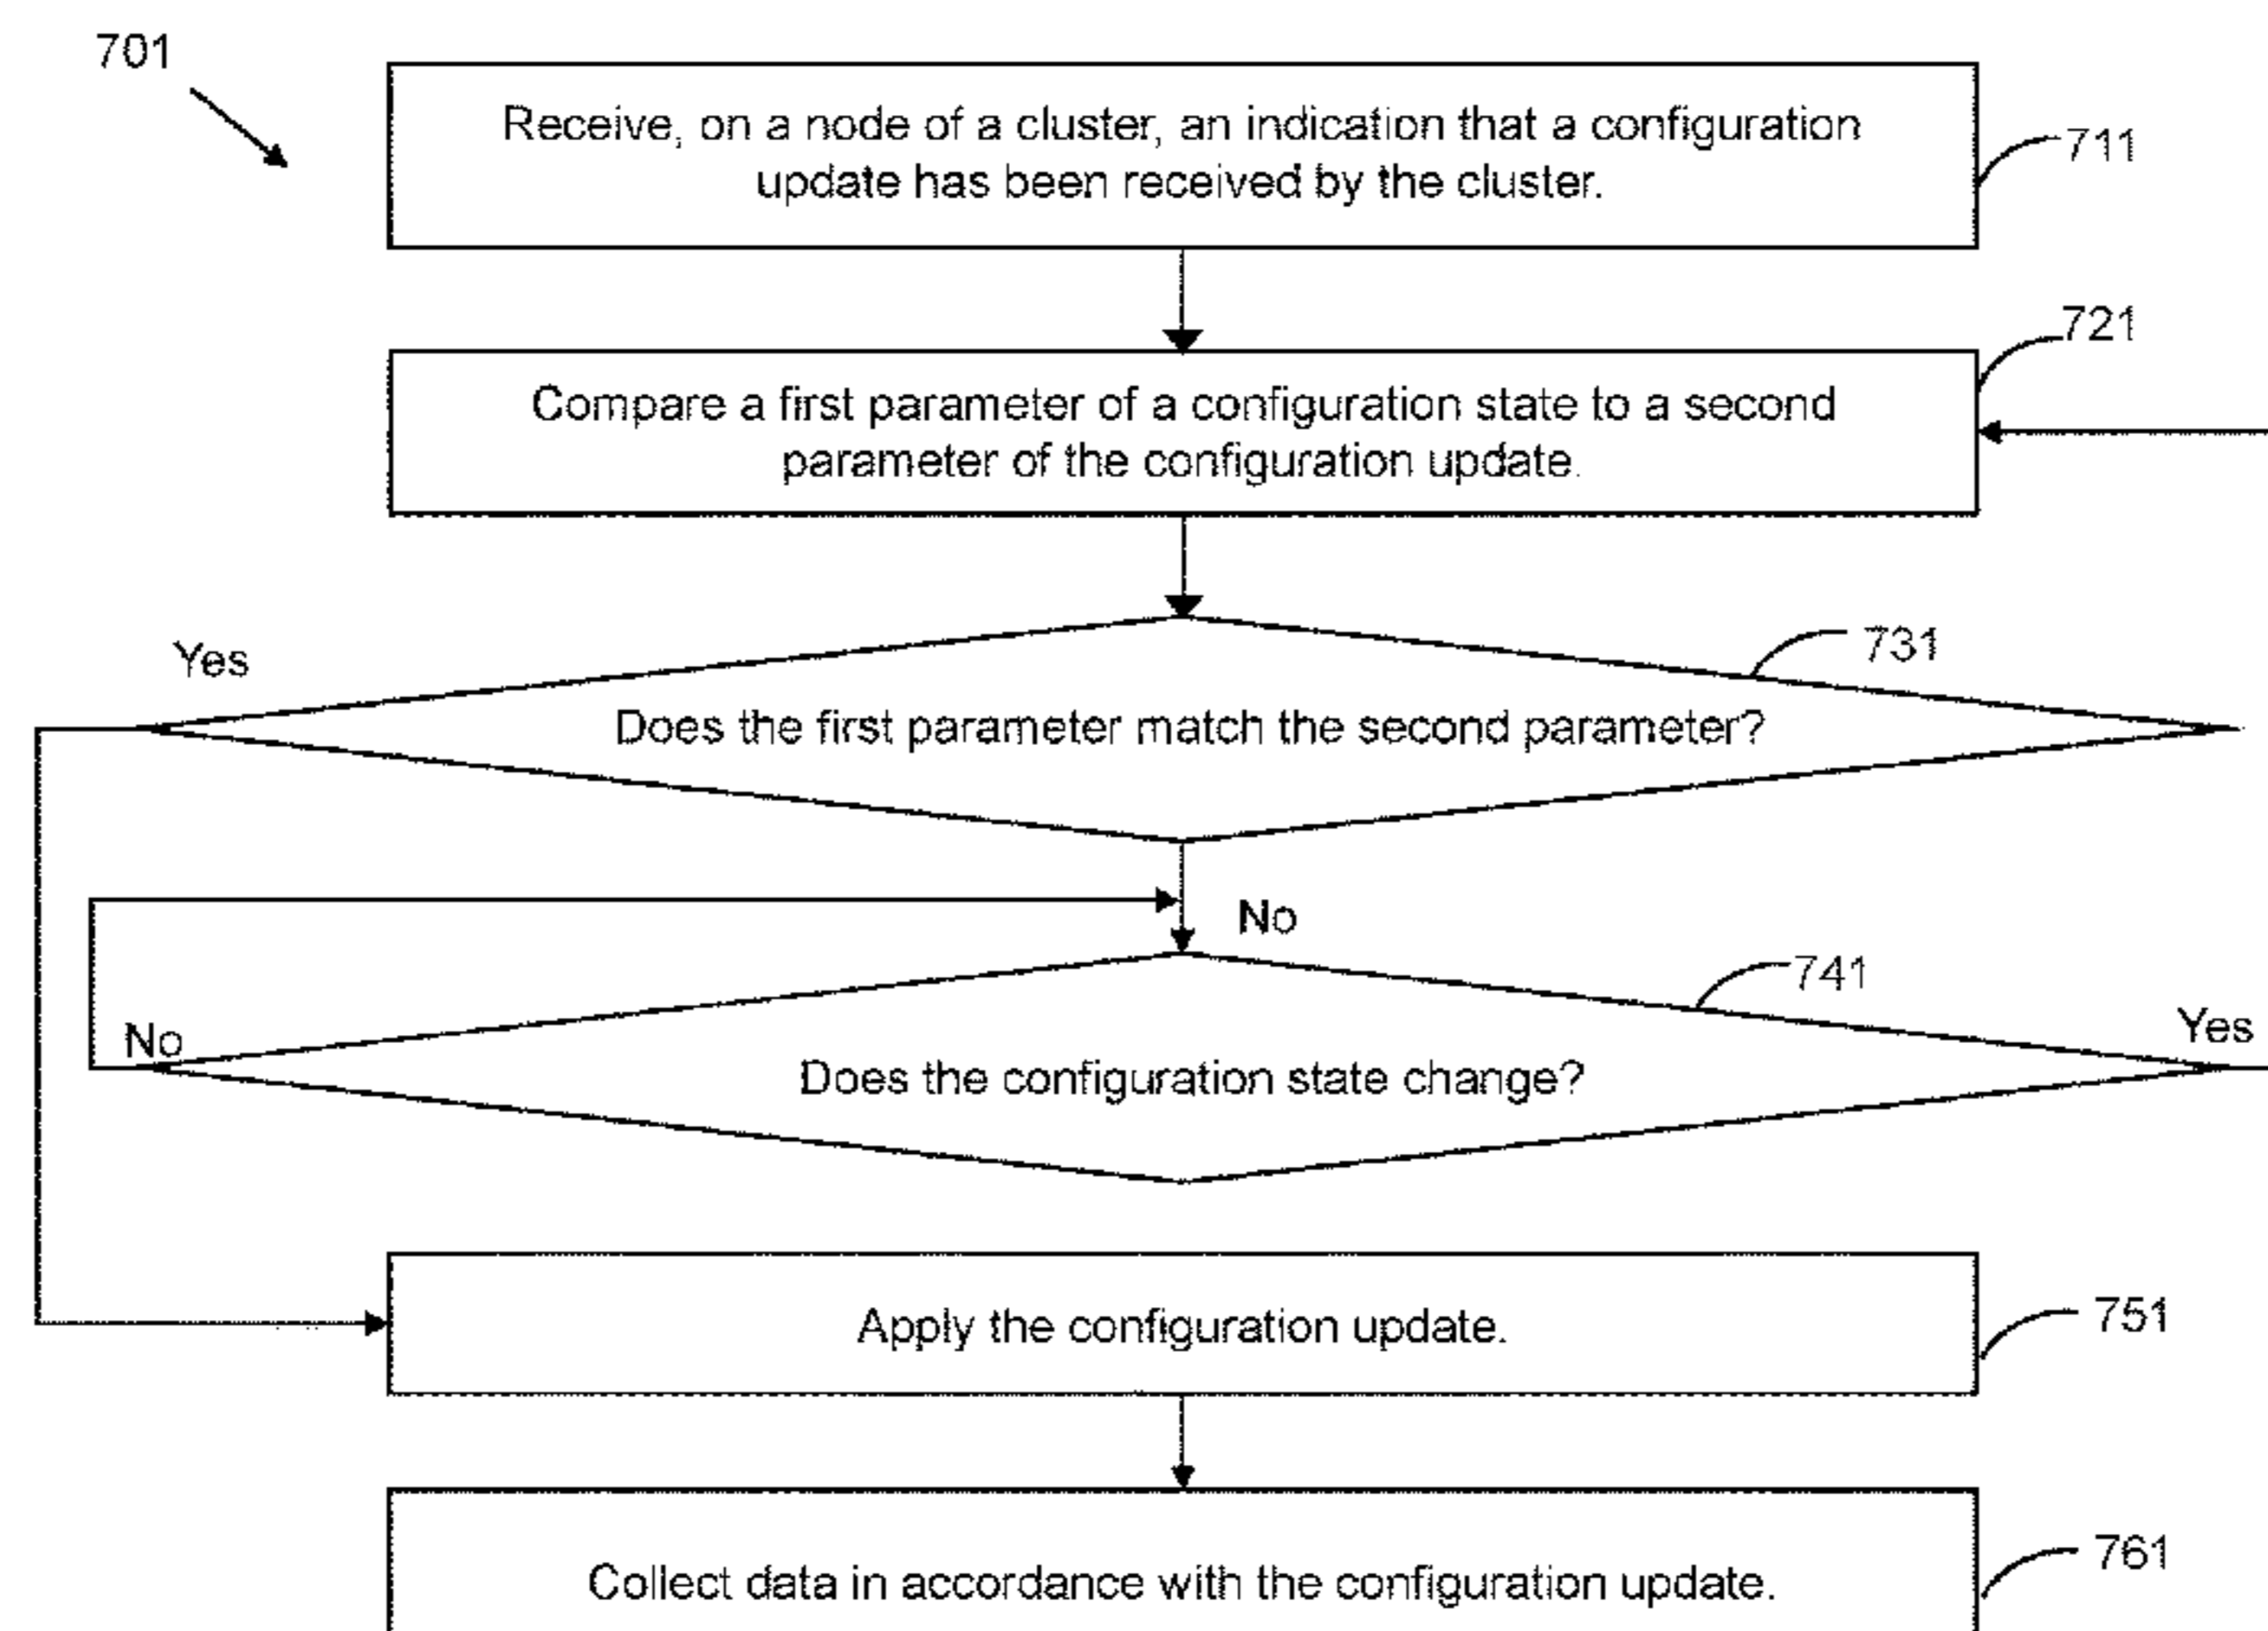 701
Receive, on a node of a cluster, an indication that a configuration
update has been received by the cluster.
711
721
Compare a first parameter of a configuration state to a second
parameter of the configuration update.
731
Yes
Does the first parameter match the second parameter?
No
741
Yes
No
Does the configuration state change?
751
Apply the configuration update.
761
Collect data in accordance with the configuration update.